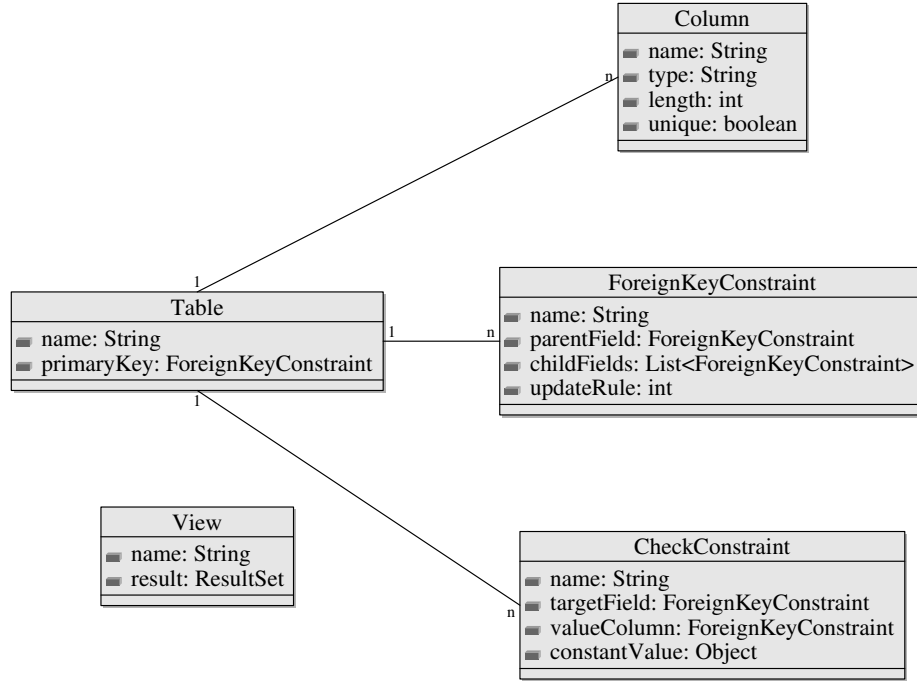 Column
name: String
type: String
length: int
unique: boolean
n
1
Table
name: String
primaryKey: ForeignKeyConstraint
1
n
1
ForeignKeyConstraint
name: String
parentField: ForeignKeyConstraint
childFields: List<ForeignKeyConstraint>
updateRule: int
View
name: String
result: ResultSet
n
CheckConstraint
name: String
targetField: ForeignKeyConstraint
valueColumn: ForeignKeyConstraint
constantValue: Object